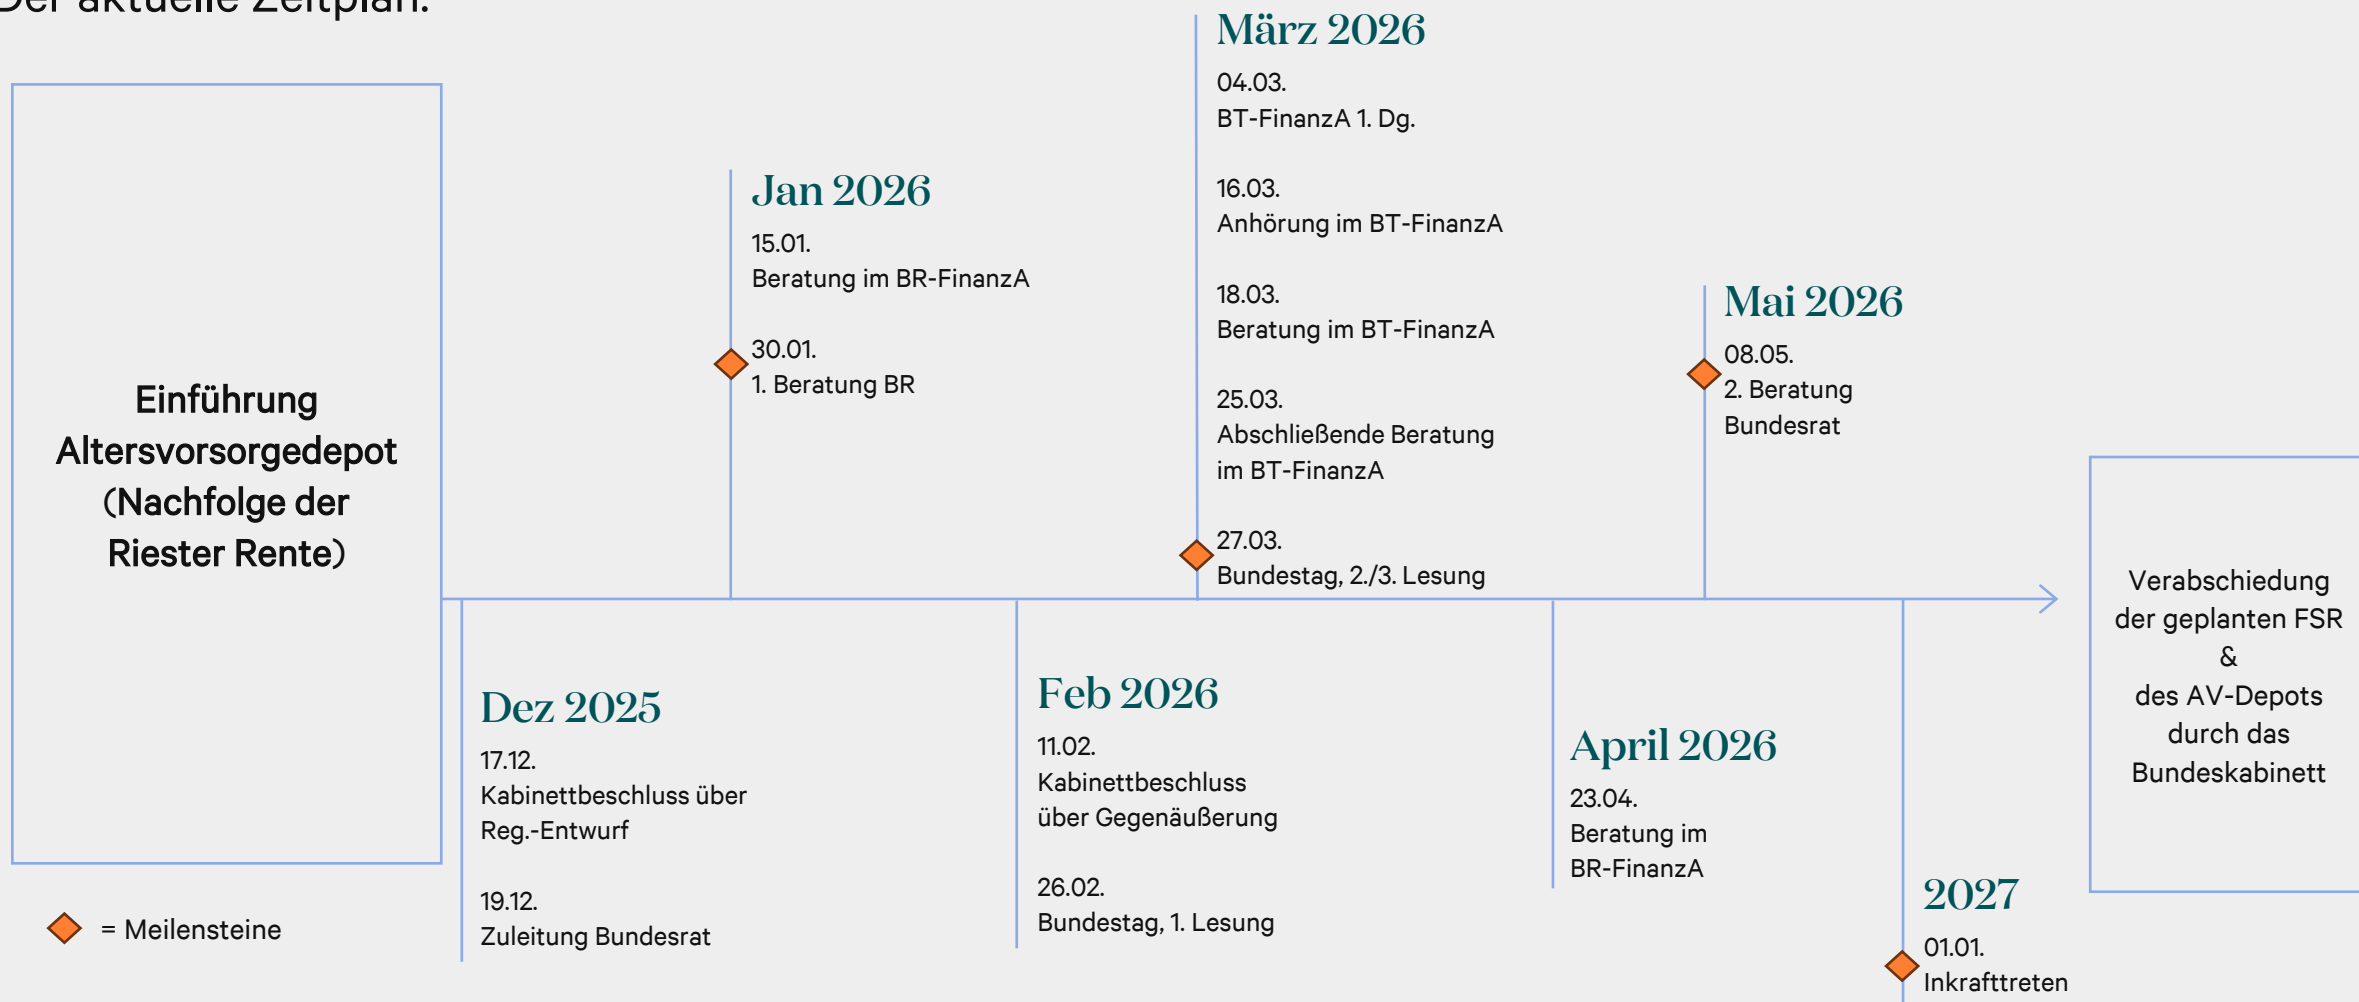 Der aktuelle Zeitplan:
Einführung
Altersvorsorgedepot
(Nachfolge der
Riester Rente)
= Meilensteine
Dez 2025
17.12.
Kabinettbeschluss über
Reg.-Entwurf
19.12.
Zuleitung Bundesrat
Jan 2026
15.01.
Beratung im BR-FinanzA
30.01.
1. Beratung BR
Feb 2026
11.02.
Kabinettbeschluss
über Gegenäußerung
26.02.
Bundestag, 1. Lesung
März 2026
04.03.
BT-FinanzA 1. Dg.
16.03.
Anhörung im BT-FinanzA
18.03.
Beratung im BT-FinanzA
25.03.
Abschließende Beratung
im BT-FinanzA
27.03.
Bundestag, 2./3. Lesung
April 2026
23.04.
Beratung im
BR-FinanzA
Mai 2026
08.05.
2. Beratung
Bundesrat
2027
01.01.
Inkrafttreten
Verabschiedung
der geplanten FSR
&
des AV-Depots
durch das
Bundeskabinett